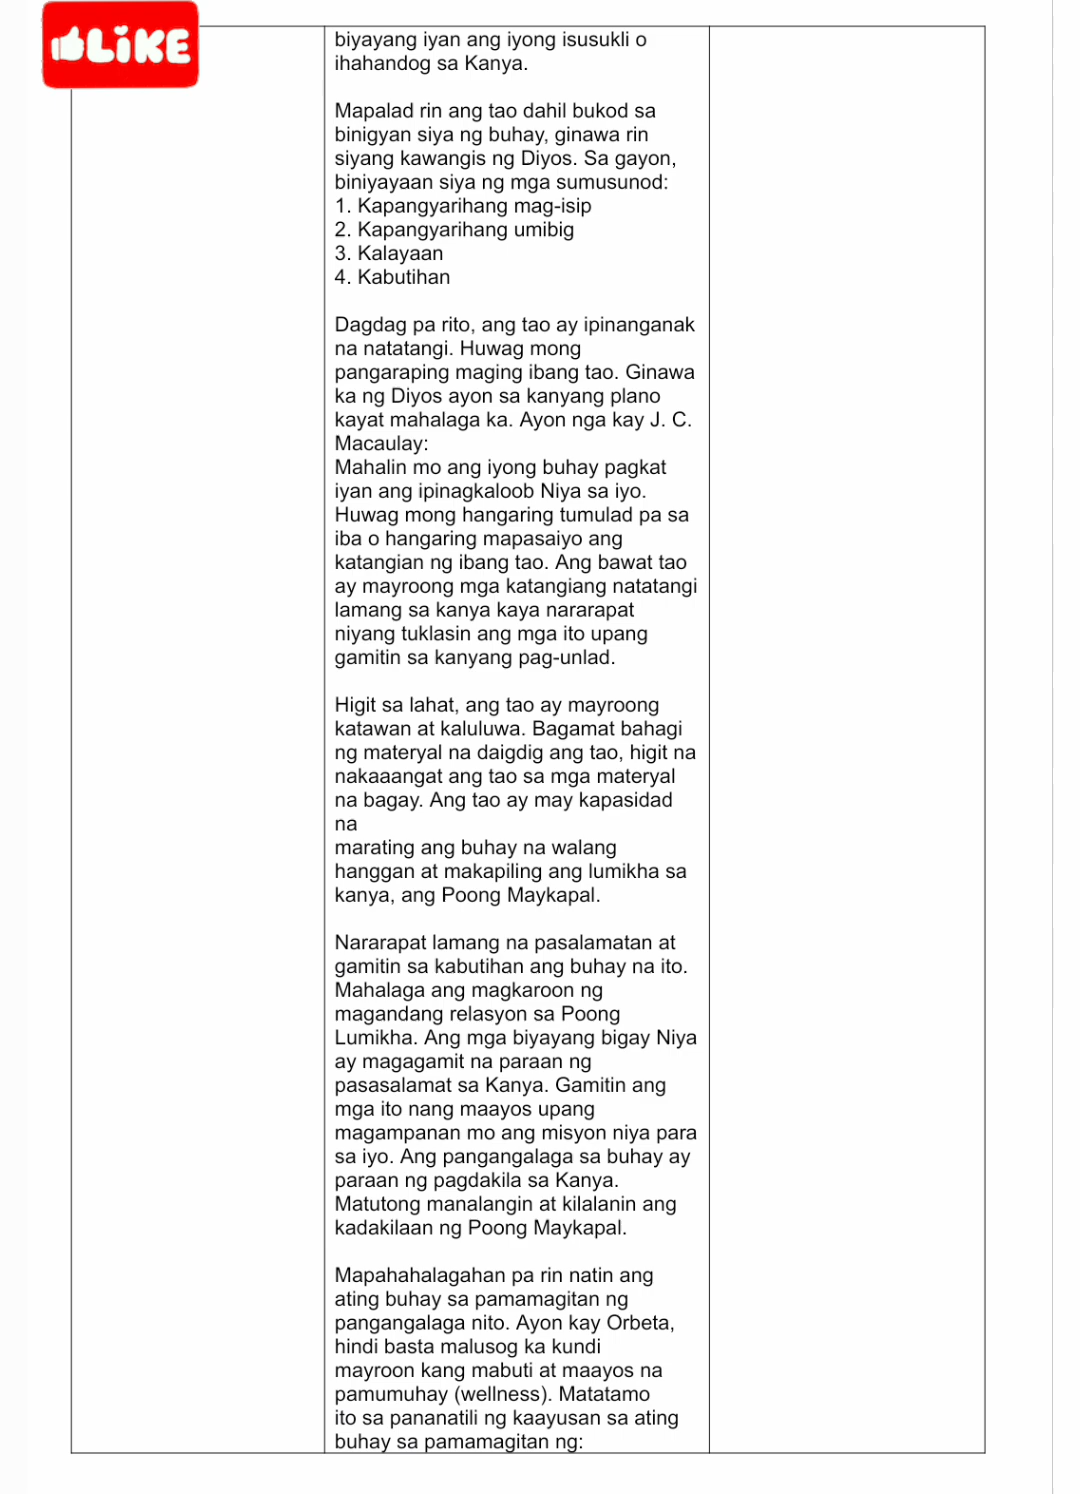 LiKE
biyayang iyan ang iyong isusukli o
ihahandog sa Kanya.
Mapalad rin ang tao dahil bukod sa
binigyan siya ng buhay, ginawa rin
siyang kawangis ng Diyos. Sa gayon,
biniyayaan siya ng mga sumusunod:
1. Kapangyarihang mag-isip
2. Kapangyarihang umibig
3. Kalayaan
4. Kabutihan
Dagdag pa rito, ang tao ay ipinanganak
na natatangi. Huwag mong
pangaraping maging ibang tao. Ginawa
ka ng Diyos ayon sa kanyang plano
kayat mahalaga ka. Ayon nga kay J. C.
Macaulay:
Mahalin mo ang iyong buhay pagkat
iyan ang ipinagkaloob Niya sa iyo.
Huwag mong hangaring tumulad pa sa
iba o hangaring mapasaiyo ang
katangian ng ibang tao. Ang bawat tao
ay mayroong mga katangiang natatangi
lamang sa kanya kaya nararapat
niyang tuklasin ang mga ito upang
gamitin sa kanyang pag-unlad.
Higit sa lahat, ang tao ay mayroong
katawan at kaluluwa. Bagamat bahagi
ng materyal na daigdig ang tao, higit na
nakaaangat ang tao sa mga materyal
na bagay. Ang tao ay may kapasidad
na
marating ang buhay na walang
hanggan at makapiling ang lumikha sa
kanya, ang Poong Maykapal.
Nararapat lamang na pasalamatan at
gamitin sa kabutihan ang buhay na ito.
Mahalaga ang magkaroon ng
magandang relasyon sa Poong
Lumikha. Ang mga biyayang bigay Niya
ay magagamit na paraan ng
pasasalamat sa Kanya. Gamitin ang
mga ito nang maayos upang
magampanan mo ang misyon niya para
sa iyo. Ang pangangalaga sa buhay ay
paraan ng pagdakila sa Kanya.
Matutong manalangin at kilalanin ang
kadakilaan ng Poong Maykapal.
Mapahahalagahan pa rin natin ang
ating buhay sa pamamagitan ng
pangangalaga nito. Ayon kay Orbeta,
hindi basta malusog ka kundi
mayroon kang mabuti at maayos na
pamumuhay (wellness). Matatamo
ito sa pananatili ng kaayusan sa ating
buhay sa pamamagitan ng: